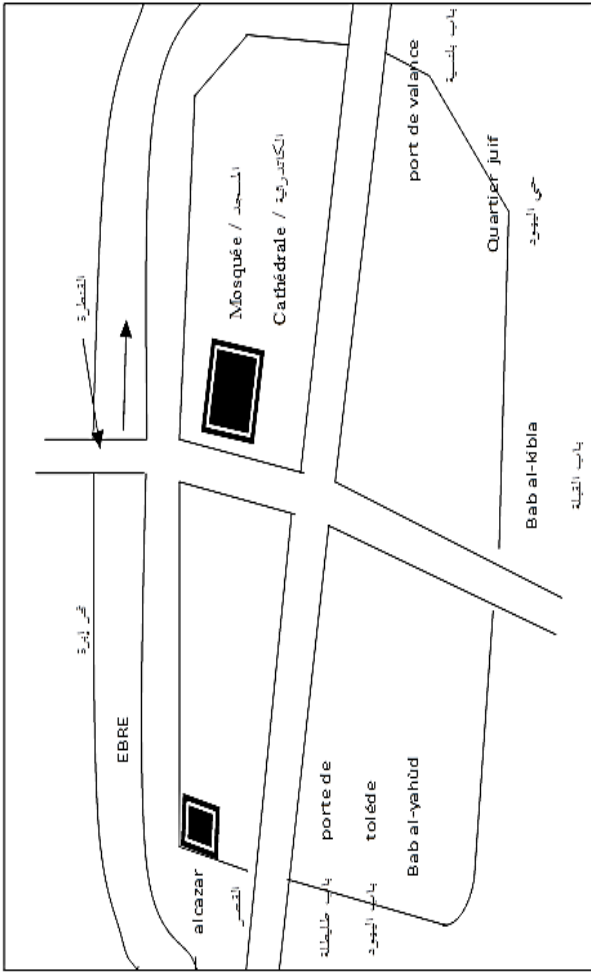 القنطرة
نهر إبرة
EBRE
Mosquée / المسجد
Cathédrale / الكاتدرائية
port de valance
باب بلنسية
Quartier juif
حي اليهود
alcazar
القصر
porte de
toléde
Bab al-yahûd
باب طليطلة
باب اليهود
Bab al-kibla
باب القبلة